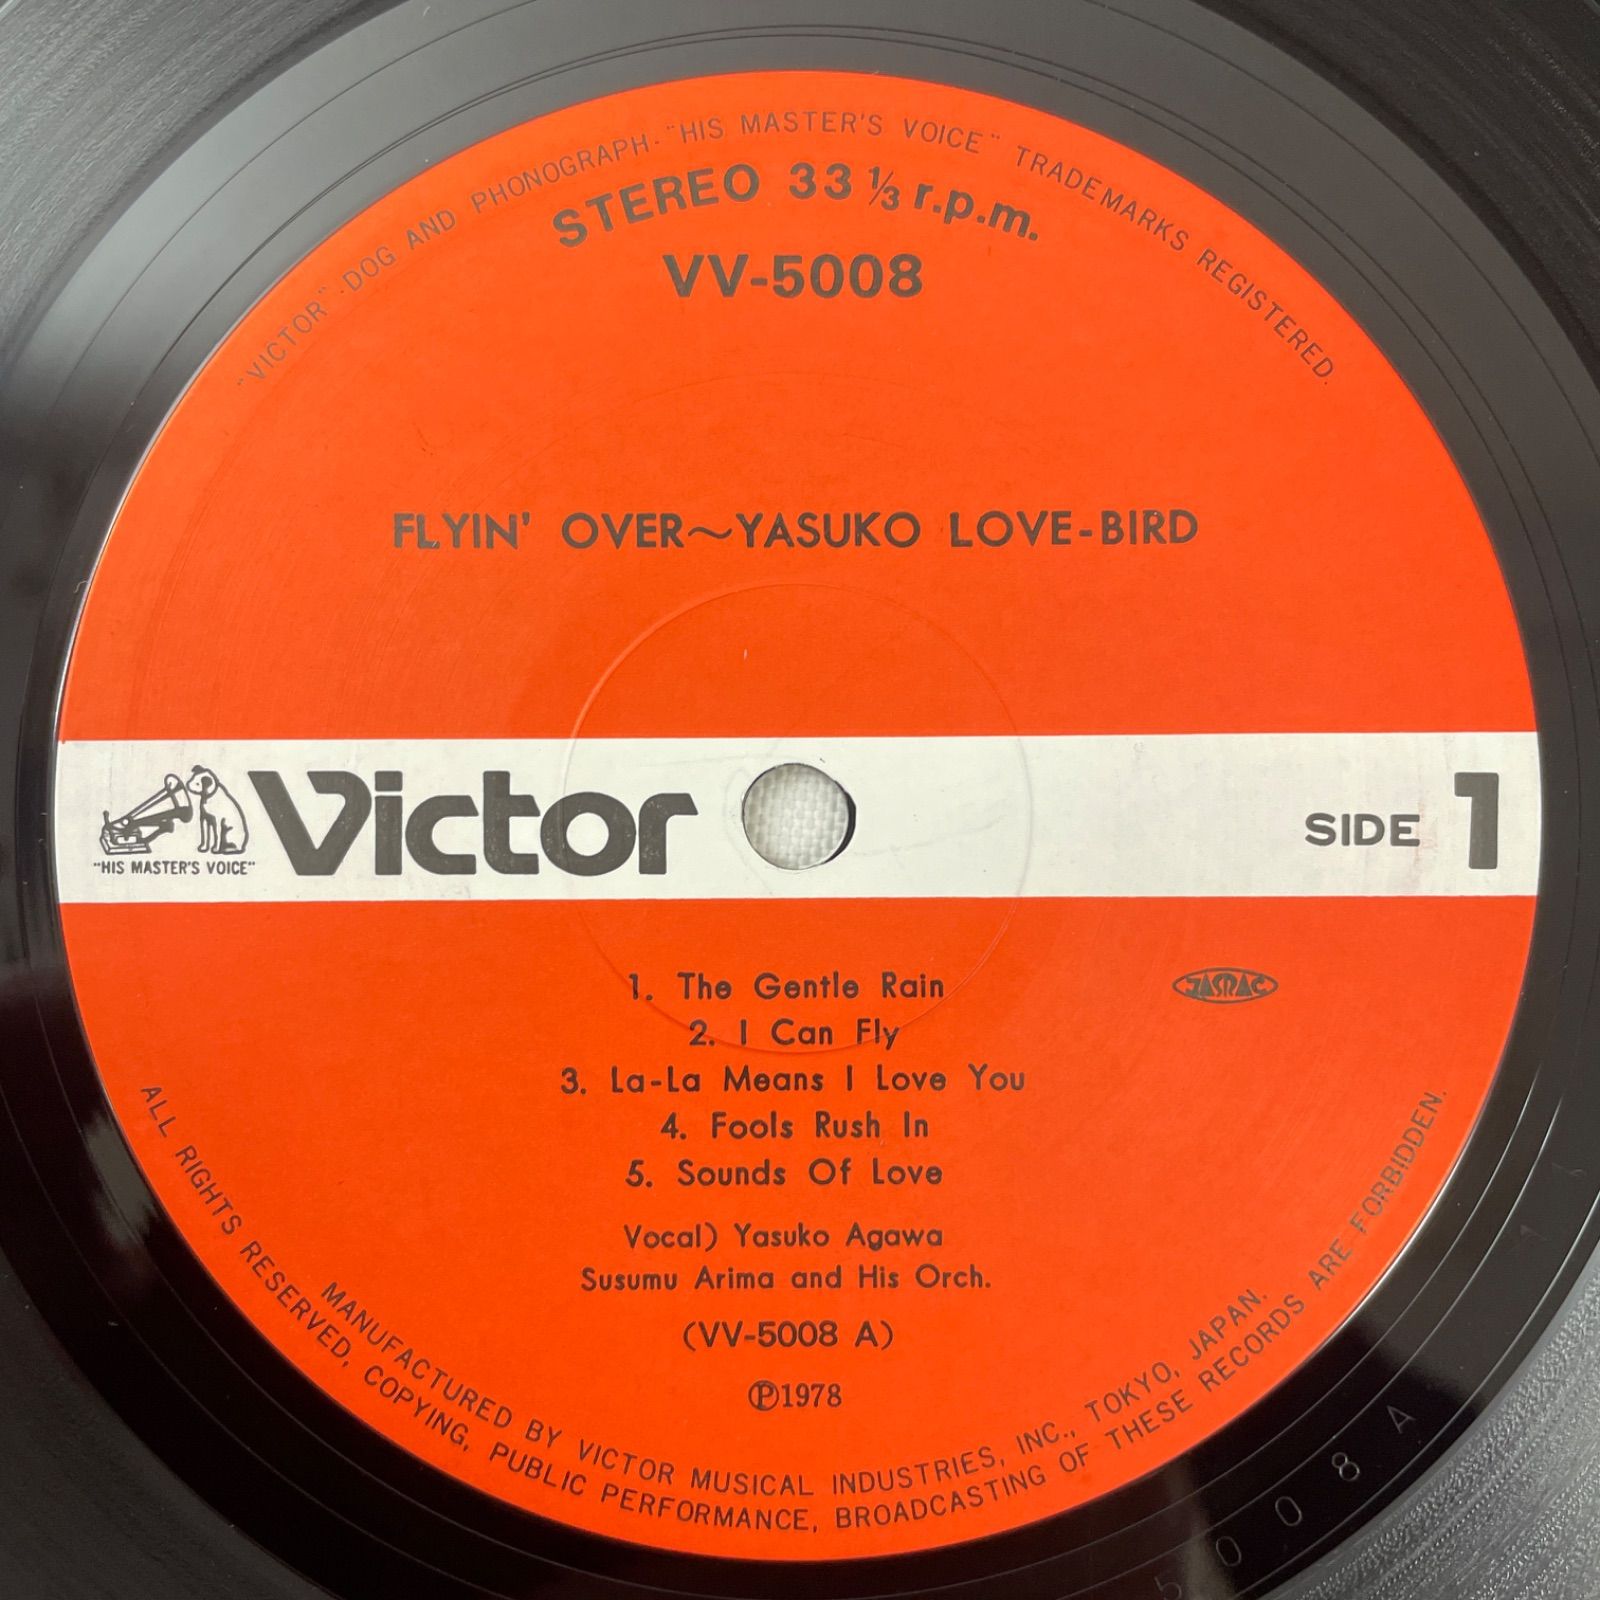 "VICTOR"·DOG AND PHONOGRAPH·"HIS MASTER'S VOICE" TRADEMARKS REGISTERED.
STEREO 33 1/3 r.p.m.
VV-5008
FLYIN' OVER～YASUKO LOVE-BIRD
Victor
"HIS MASTER'S VOICE"
SIDE 1
1. The Gentle Rain
JASRAC
2. I Can Fly
3. La-La Means I Love You
4. Fools Rush In
5. Sounds Of Love
Vocal) Yasuko Agawa
Susumu Arima and His Orch.
(VV-5008 A)
Ⓟ1978
MANUFACTURED BY VICTOR MUSICAL INDUSTRIES, INC., TOKYO, JAPAN.
ALL RIGHTS RESERVED, COPYING, PUBLIC PERFORMANCE, BROADCASTING OF THESE RECORDS ARE FORBIDDEN.
5008A